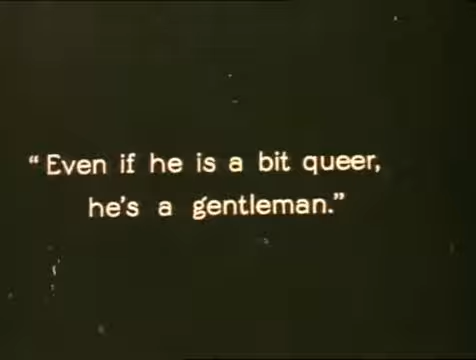 “Even if he is a bit queer,
he's a gentleman.”